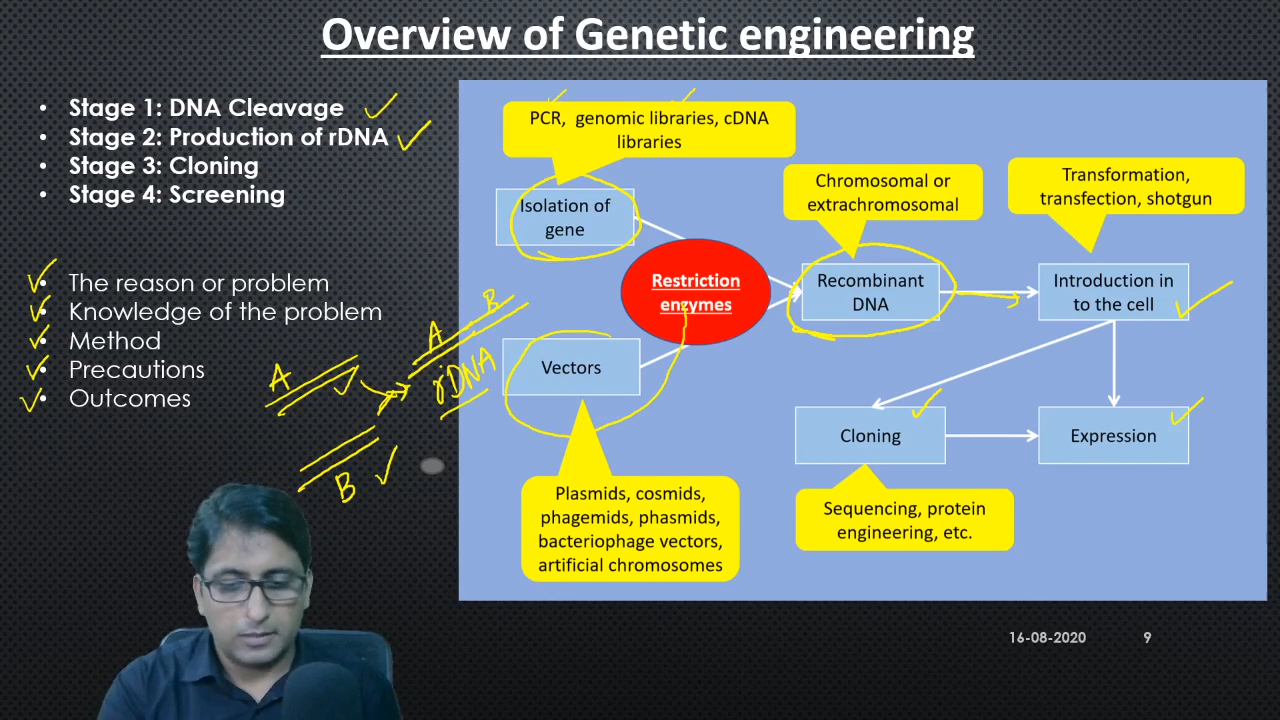 Overview of Genetic engineering
• Stage 1: DNA Cleavage
• Stage 2: Production of rDNA
• Stage 3: Cloning
• Stage 4: Screening
• The reason or problem
• Knowledge of the problem
• Method
• Precautions
• Outcomes
A
B
A
B
rDNA
PCR, genomic libraries, cDNA
libraries
Isolation of
gene
Restriction
enzymes
Vectors
Plasmids, cosmids,
phagemids, phasmids,
bacteriophage vectors,
artificial chromosomes
Chromosomal or
extrachromosomal
Recombinant
DNA
Transformation,
transfection, shotgun
Introduction in
to the cell
Cloning
Expression
Sequencing, protein
engineering, etc.
16-08-2020
9